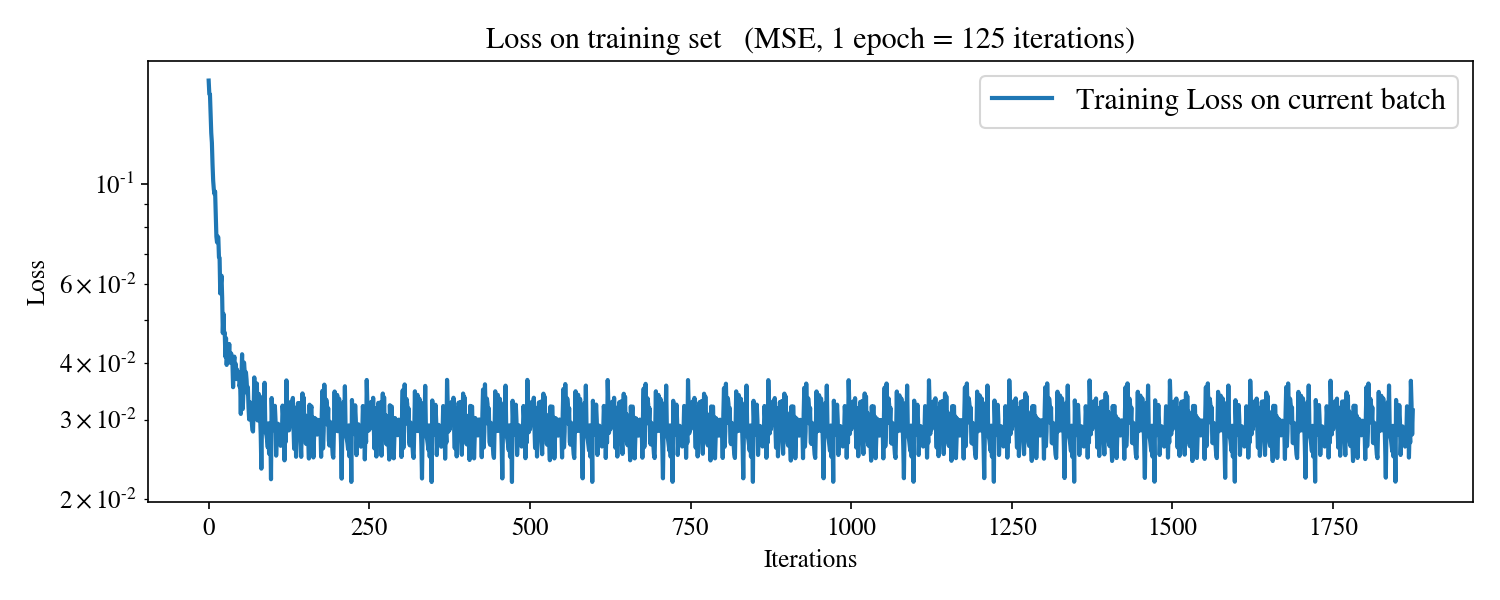 Loss on training set (MSE, 1 epoch = 125 iterations)
Training Loss on current batch
Loss
10⁻¹
6 × 10⁻²
4 × 10⁻²
3 × 10⁻²
2 × 10⁻²
0 250 500 750 1000 1250 1500 1750
Iterations